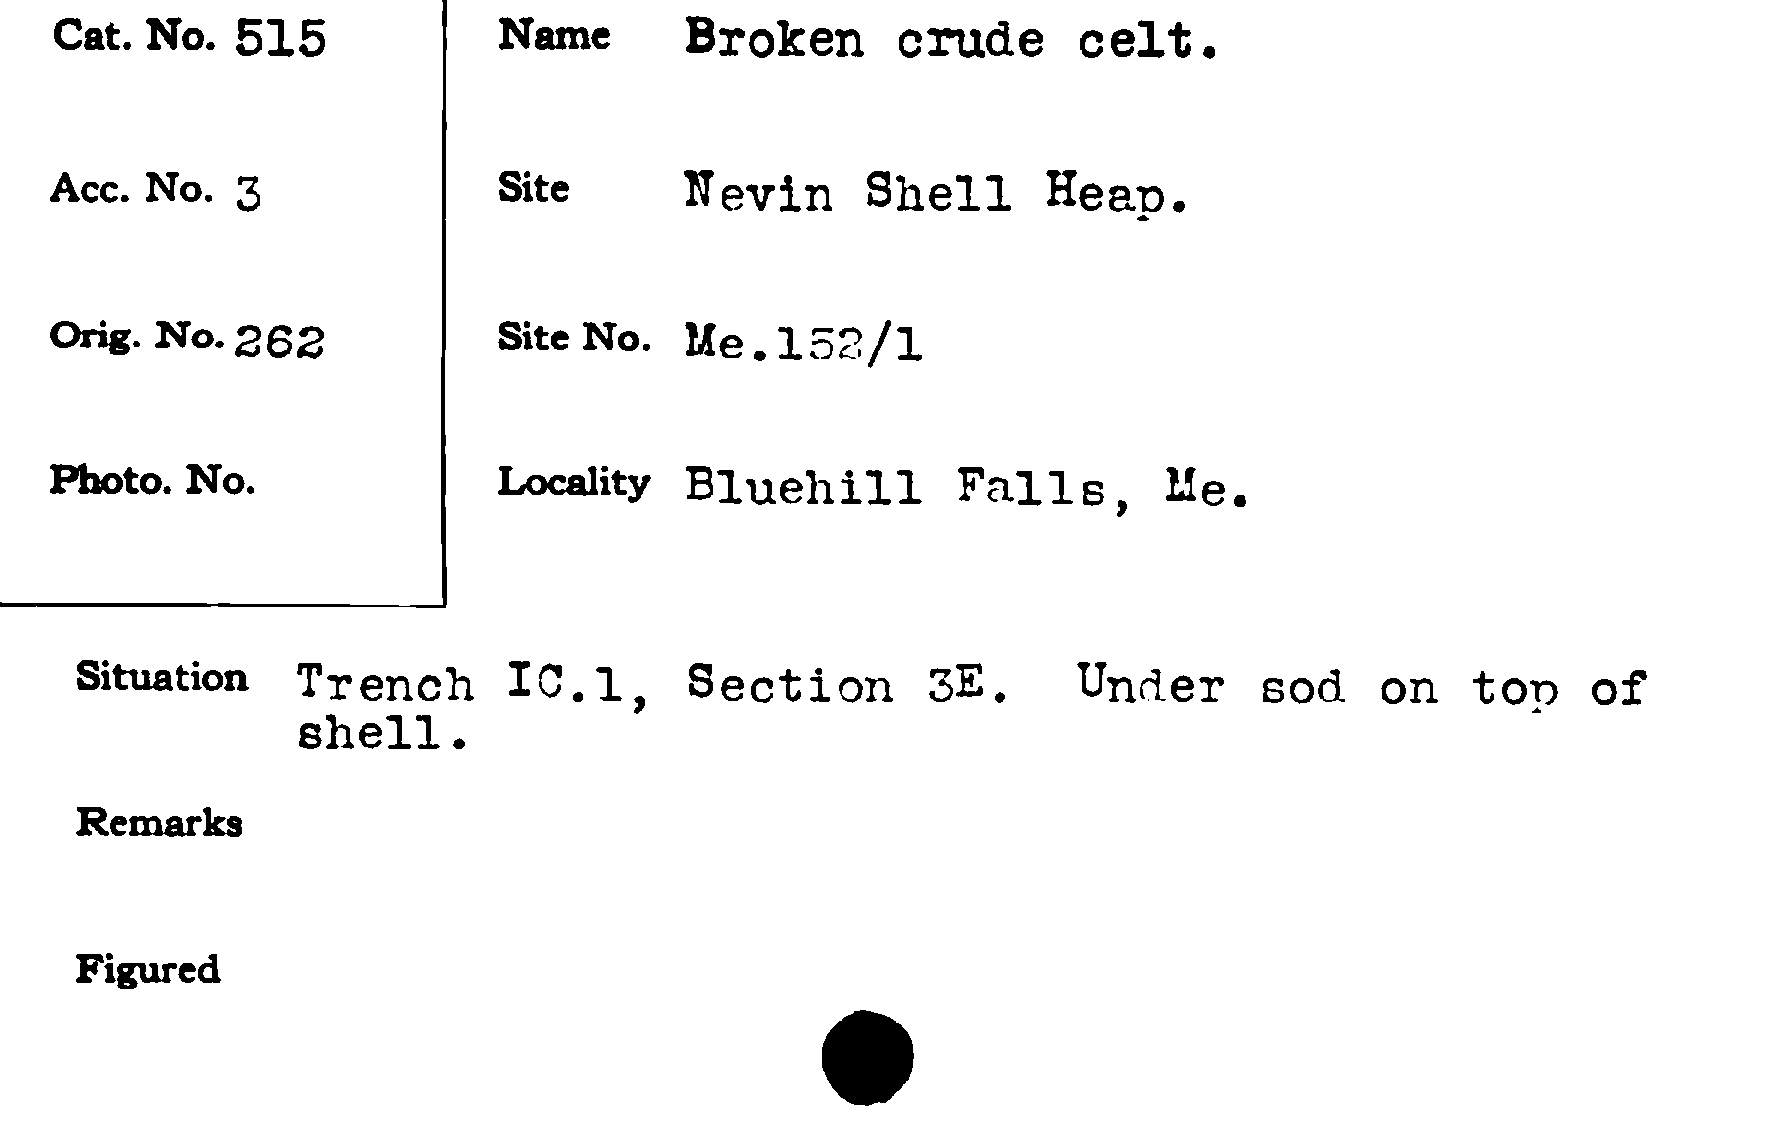 Cat. No. 515
Name Broken crude celt.
Acc. No. 3
Site Nevin Shell Heap.
Orig. No. 262
Site No. Me.152/1
Photo. No.
Locality Bluehill Falls, Me.
Situation Trench IC.1, Section 3E. Under sod on top of
shell.
Remarks
Figured